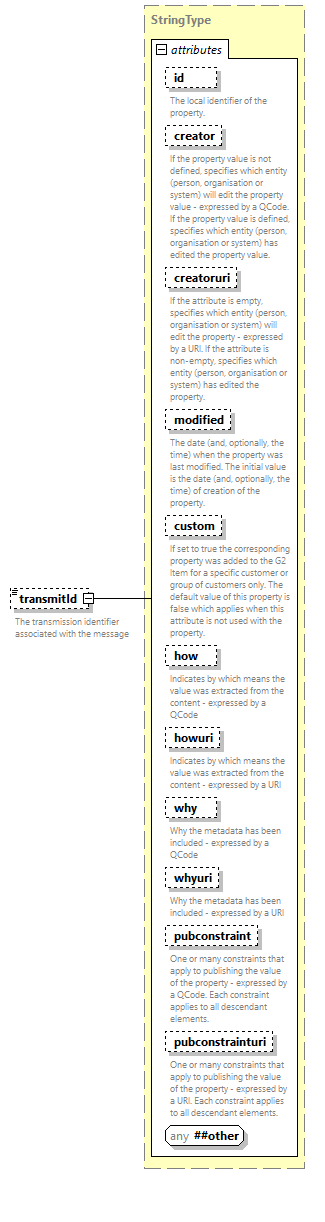 StringType
attributes
id
The local identifier of the
property.
creator
If the property value is not
defined, specifies which entity
(person, organisation or
system) will edit the property
value - expressed by a QCode.
If the property value is defined,
specifies which entity (person,
organisation or system) has
edited the property value.
creatoruri
If the attribute is empty,
specifies which entity (person,
organisation or system) will
edit the property - expressed
by a URI. If the attribute is
non-empty, specifies which
entity (person, organisation or
system) has edited the
property.
modified
The date (and, optionally, the
time) when the property was
last modified. The initial value
is the date (and, optionally, the
time) of creation of the
property.
custom
If set to true the corresponding
property was added to the G2
Item for a specific customer or
group of customers only. The
default value of this property is
false which applies when this
attribute is not used with the
property.
transmitId
The transmission identifier
associated with the message
how
Indicates by which means the
value was extracted from the
content - expressed by a
QCode
howuri
Indicates by which means the
value was extracted from the
content - expressed by a URI
why
Why the metadata has been
included - expressed by a
QCode
whyuri
Why the metadata has been
included - expressed by a URI
pubconstraint
One or many constraints that
apply to publishing the value
of the property - expressed by
a QCode. Each constraint
applies to all descendant
elements.
pubconstrainturi
One or many constraints that
apply to publishing the value
of the property - expressed by
a URI. Each constraint applies
to all descendant elements.
any ##other